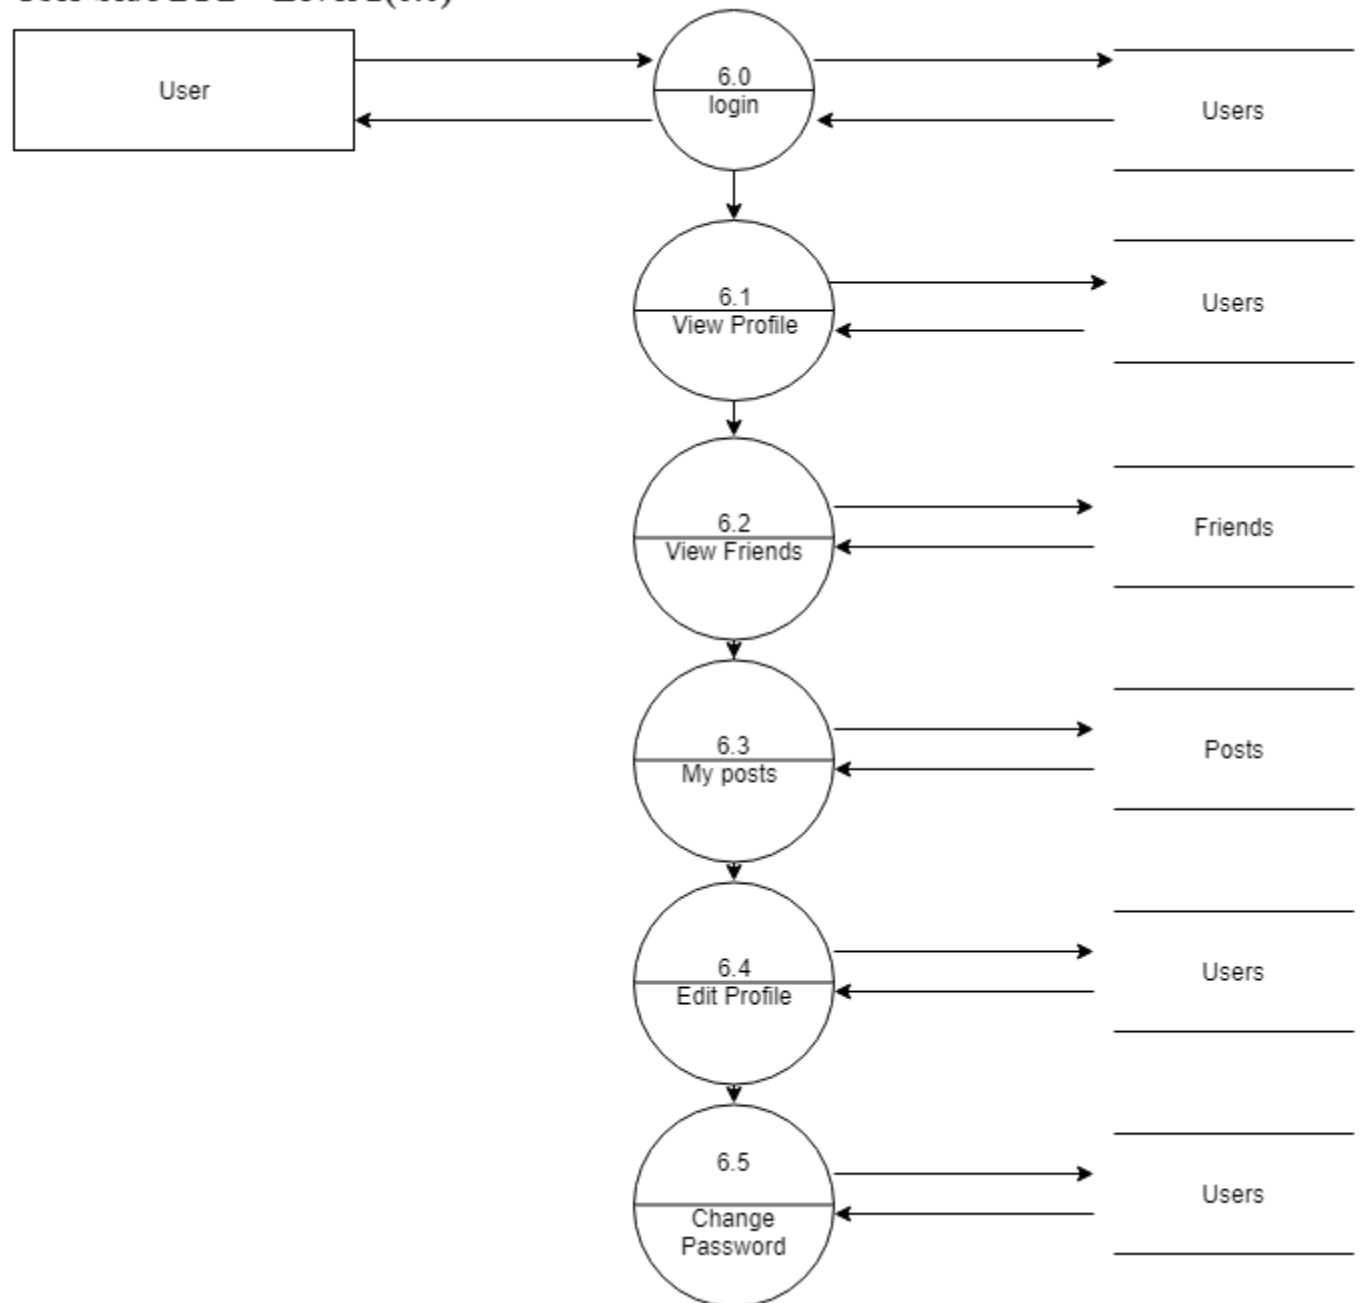 User
6.0
login
Users
6.1
View Profile
Users
6.2
View Friends
Friends
6.3
My posts
Posts
6.4
Edit Profile
Users
6.5
Change
Password
Users